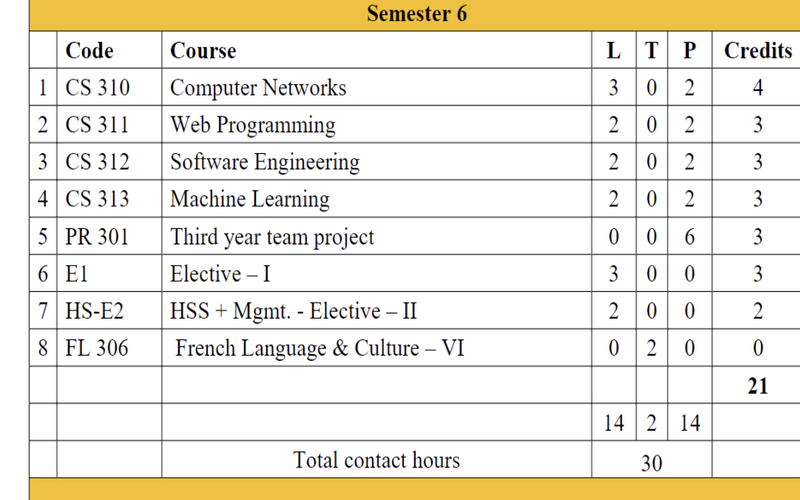 Semester 6
Code Course L T P Credits
1 CS 310 Computer Networks 3 0 2 4
2 CS 311 Web Programming 2 0 2 3
3 CS 312 Software Engineering 2 0 2 3
4 CS 313 Machine Learning 2 0 2 3
5 PR 301 Third year team project 0 0 6 3
6 E1 Elective – I 3 0 0 3
7 HS-E2 HSS + Mgmt. - Elective – II 2 0 0 2
8 FL 306 French Language & Culture – VI 0 2 0 0
21
14 2 14
Total contact hours 30